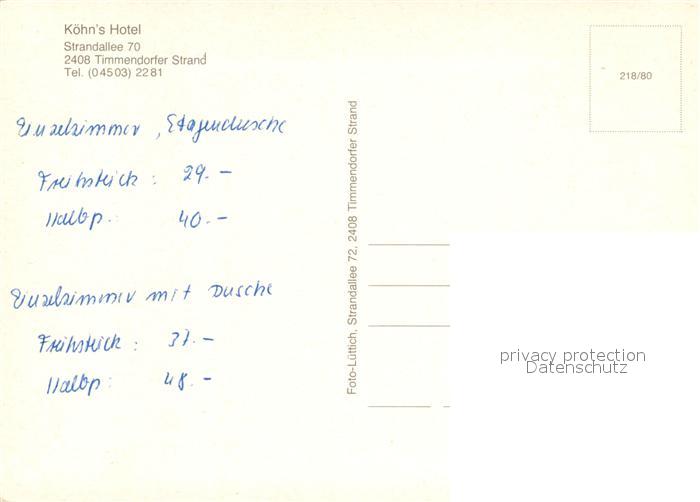 Köhn's Hotel
Strandallee 70
2408 Timmendorfer Strand
Tel. (04503) 2281
218/80
Einzelzimmer, Etagendusche
Frühstück: 29.-
Halbp.: 40.-
Einzelzimmer mit Dusche
Frühstück: 37.-
Halbp: 48.-
Foto-Lüttich, Strandallee 72, 2408 Timmendorfer Strand
privacy protection
Datenschutz